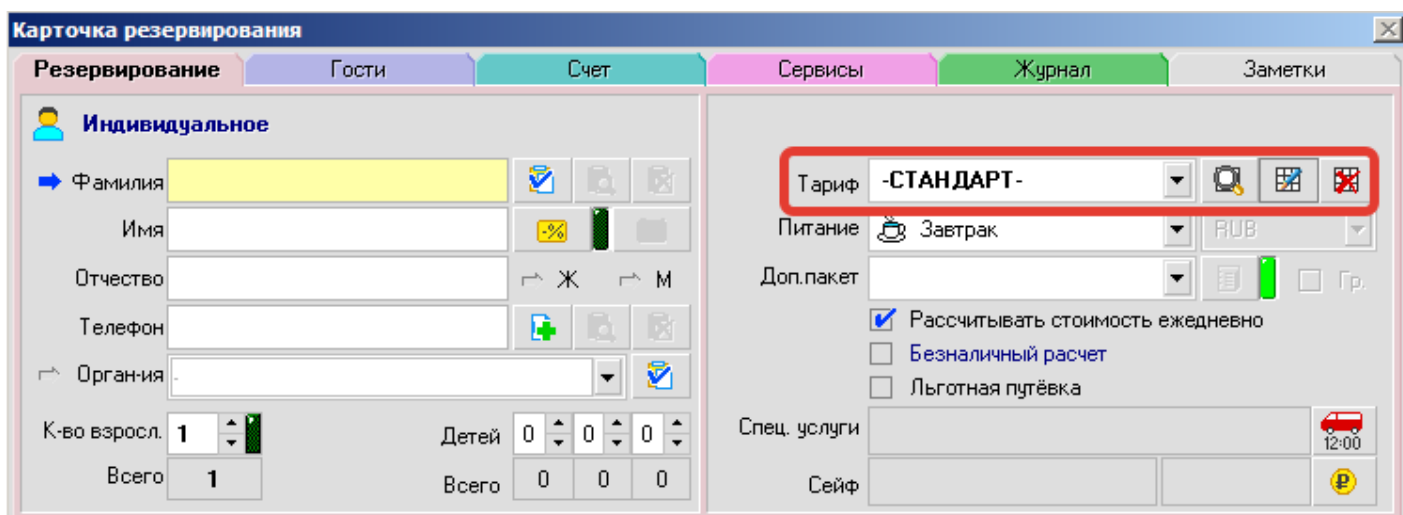 Карточка резервирования
Резервирование Гости Счет Сервисы Журнал Заметки
Индивидуальное
Фамилия
Имя -%
Отчество Ж М
Телефон
Орган-ия -
К-во взросл. 1 Детей 0 0 0
Всего 1 Всего 0 0 0
Тариф -СТАНДАРТ-
Питание Завтрак RUB
Доп.пакет Гр.
Рассчитывать стоимость ежедневно
Безналичный расчет
Льготная путёвка
Спец. услуги 12:00
Сейф ₽